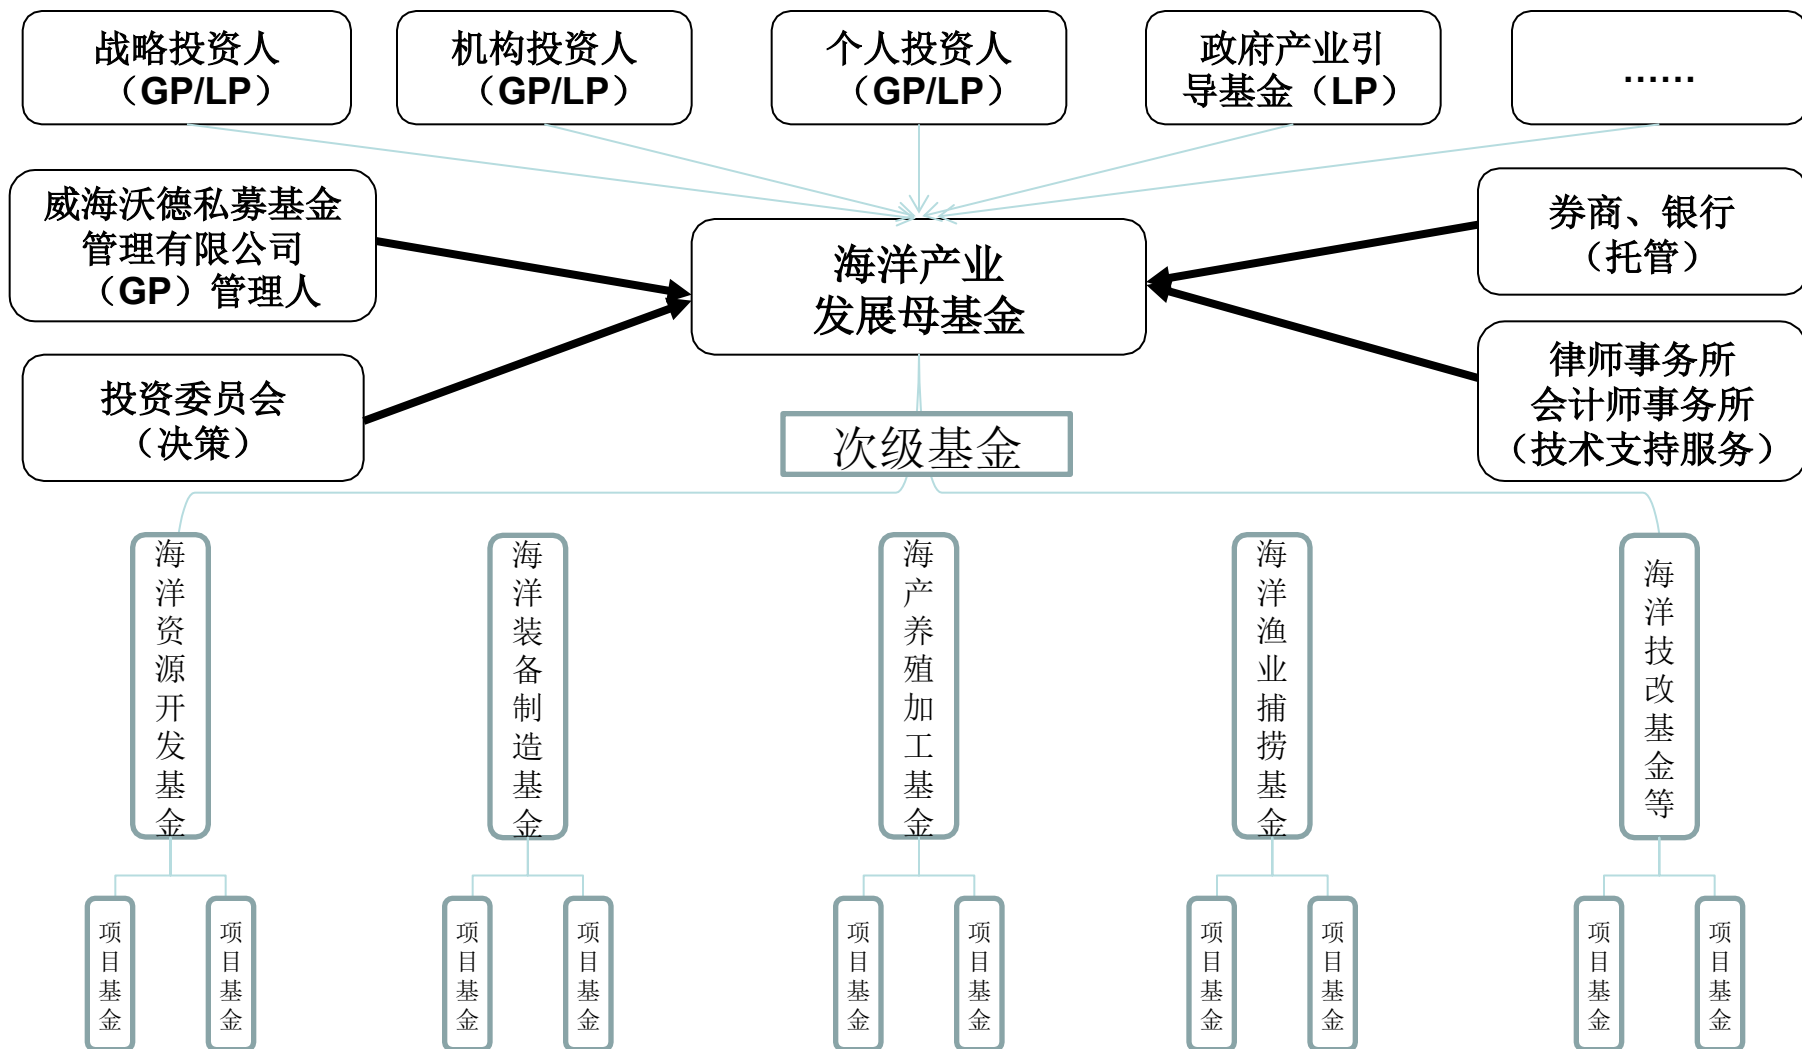 战略投资人
（GP/LP）
机构投资人
（GP/LP）
个人投资人
（GP/LP）
政府产业引
导基金（LP）
......
威海沃德私募基金
管理有限公司
（GP）管理人
海洋产业
发展母基金
券商、银行
（托管）
投资委员会
（决策）
律师事务所
会计师事务所
（技术支持服务）
次级基金
海洋资源开发基金
海洋装备制造基金
海产养殖加工基金
海洋渔业捕捞基金
海洋技改基金等
项目基金
项目基金
项目基金
项目基金
项目基金
项目基金
项目基金
项目基金
项目基金
项目基金